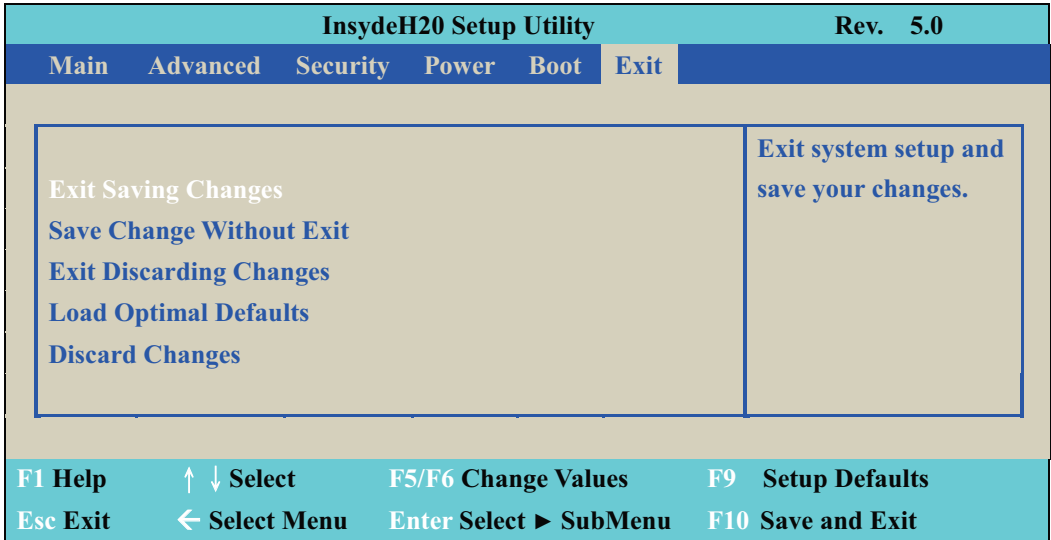 InsydeH20 Setup Utility Rev. 5.0
Main Advanced Security Power Boot Exit
Exit Saving Changes
Save Change Without Exit
Exit Discarding Changes
Load Optimal Defaults
Discard Changes
Exit system setup and
save your changes.
F1 Help ↑ ↓ Select F5/F6 Change Values F9 Setup Defaults
Esc Exit ← Select Menu Enter Select ► SubMenu F10 Save and Exit